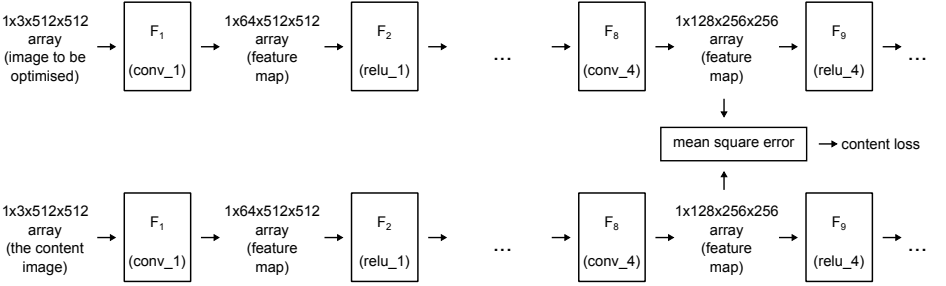 1x3x512x512
array
(image to be
optimised)
F1
(conv_1)
1x64x512x512
array
(feature
map)
F2
(relu_1)
...
F8
(conv_4)
1x128x256x256
array
(feature
map)
F9
(relu_4)
...
mean square error
content loss
1x3x512x512
array
(the content
image)
F1
(conv_1)
1x64x512x512
array
(feature
map)
F2
(relu_1)
...
F8
(conv_4)
1x128x256x256
array
(feature
map)
F9
(relu_4)
...